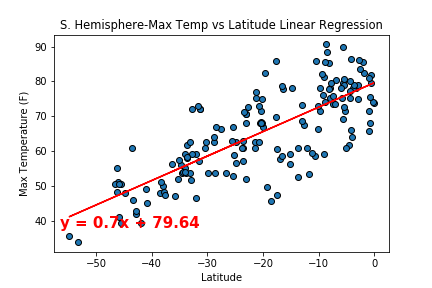 S. Hemisphere-Max Temp vs Latitude Linear Regression
Max Temperature (F)
90
80
70
60
50
40
y = 0.7x + 79.64
−50 −40 −30 −20 −10 0
Latitude